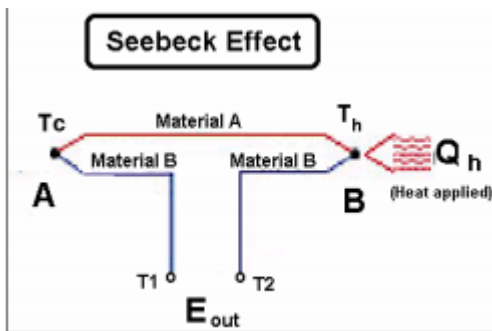 Seebeck Effect
Tc
Material A
Th
Material B
Material B
Qh
A
B
(Heat applied)
T1
T2
Eout